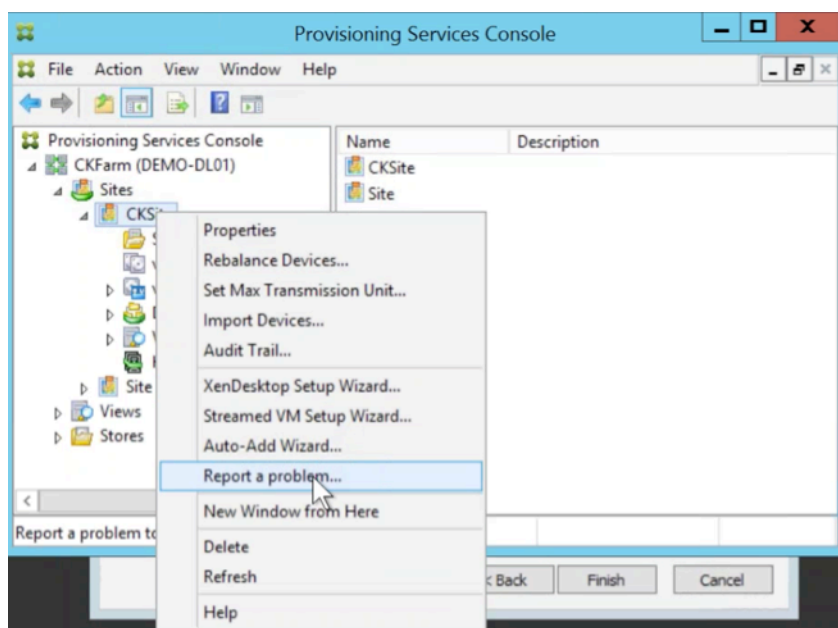 Provisioning Services Console
File Action View Window Help
Provisioning Services Console
CKFarm (DEMO-DL01)
Sites
Site
Views
Stores
Name Description
CKSite
Site
Properties
Rebalance Devices...
Set Max Transmission Unit...
Import Devices...
Audit Trail...
XenDesktop Setup Wizard...
Streamed VM Setup Wizard...
Auto-Add Wizard...
Report a problem...
New Window from Here
Delete
Refresh
Help
Report a problem
Back Finish Cancel